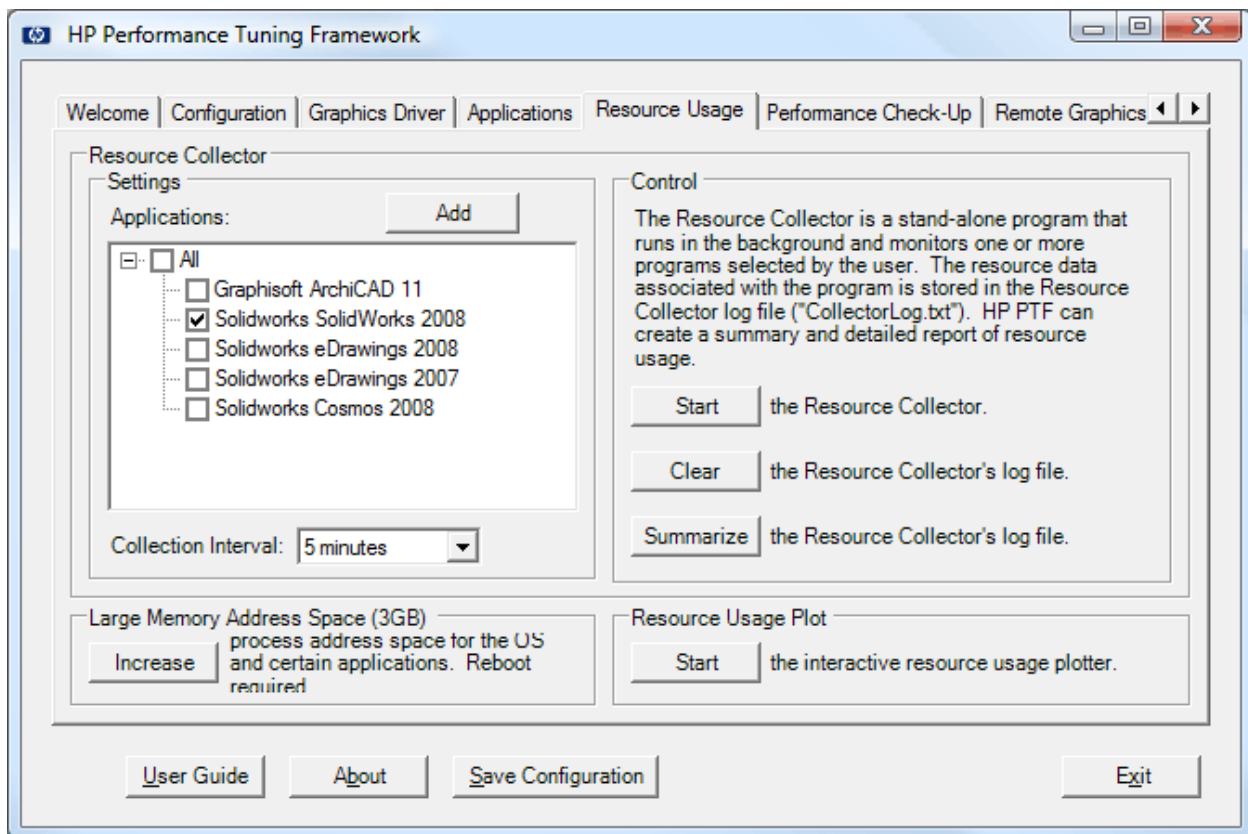 HP Performance Tuning Framework
Welcome Configuration Graphics Driver Applications Resource Usage Performance Check-Up Remote Graphics
Resource Collector
Settings
Applications:
Add
All
Graphisoft ArchiCAD 11
Solidworks SolidWorks 2008
Solidworks eDrawings 2008
Solidworks eDrawings 2007
Solidworks Cosmos 2008
Collection Interval: 5 minutes
Control
The Resource Collector is a stand-alone program that
runs in the background and monitors one or more
programs selected by the user. The resource data
associated with the program is stored in the Resource
Collector log file ("CollectorLog.txt"). HP PTF can
create a summary and detailed report of resource
usage.
Start the Resource Collector.
Clear the Resource Collector's log file.
Summarize the Resource Collector's log file.
Large Memory Address Space (3GB)
Increase
process address space for the OS
and certain applications. Reboot
required
Resource Usage Plot
Start the interactive resource usage plotter.
User Guide About Save Configuration Exit